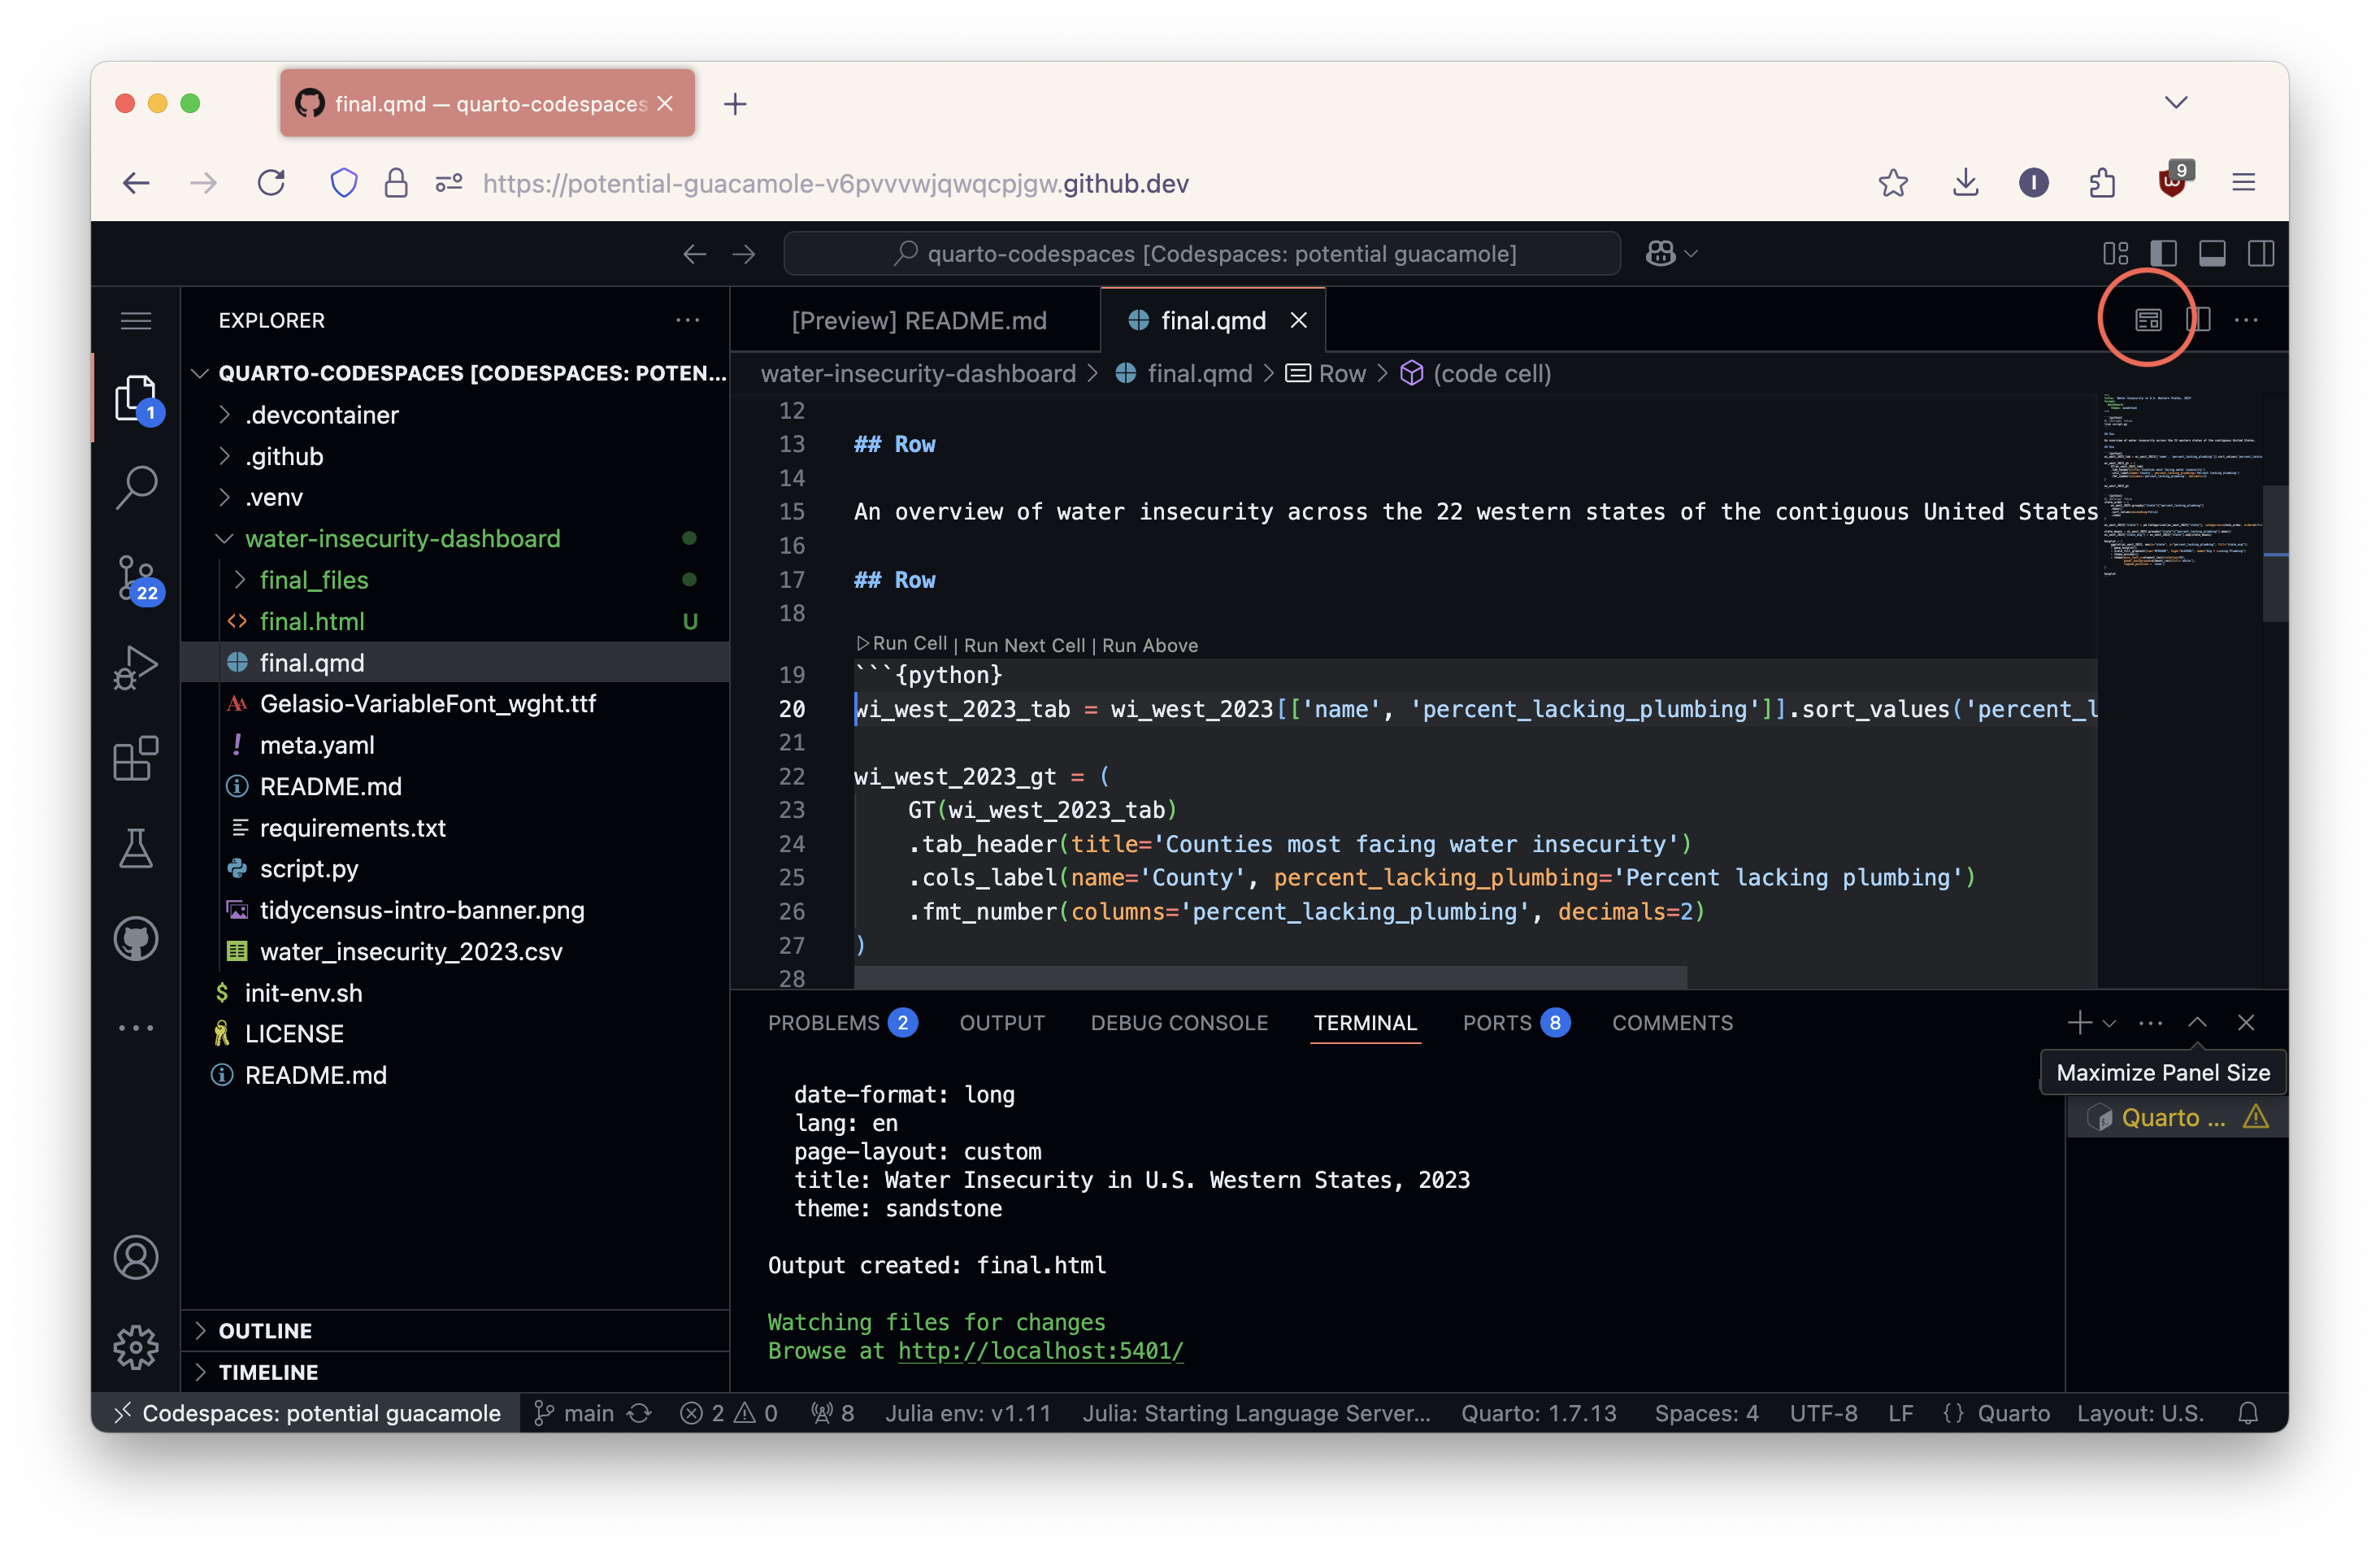 final.qmd — quarto-codespaces
https://potential-guacamole-v6pvvvwjqwqcpjgw.github.dev
9
quarto-codespaces [Codespaces: potential guacamole]
EXPLORER
QUARTO-CODESPACES [CODESPACES: POTEN...
.devcontainer
.github
.venv
water-insecurity-dashboard
final_files
final.html U
final.qmd
Gelasio-VariableFont_wght.ttf
meta.yaml
README.md
requirements.txt
script.py
tidycensus-intro-banner.png
water_insecurity_2023.csv
init-env.sh
LICENSE
README.md
OUTLINE
TIMELINE
1
22
[Preview] README.md
final.qmd
water-insecurity-dashboard > final.qmd > Row > (code cell)
12
13 ## Row
14
15 An overview of water insecurity across the 22 western states of the contiguous United States
16
17 ## Row
18
Run Cell | Run Next Cell | Run Above
19 ```{python}
20 wi_west_2023_tab = wi_west_2023[['name', 'percent_lacking_plumbing']].sort_values('percent_l
21
22 wi_west_2023_gt = (
23 GT(wi_west_2023_tab)
24 .tab_header(title='Counties most facing water insecurity')
25 .cols_label(name='County', percent_lacking_plumbing='Percent lacking plumbing')
26 .fmt_number(columns='percent_lacking_plumbing', decimals=2)
27 )
28
PROBLEMS 2 OUTPUT DEBUG CONSOLE TERMINAL PORTS 8 COMMENTS
Maximize Panel Size
Quarto ...
date-format: long
lang: en
page-layout: custom
title: Water Insecurity in U.S. Western States, 2023
theme: sandstone
Output created: final.html
Watching files for changes
Browse at http://localhost:5401/
Codespaces: potential guacamole main 2 0 8 Julia env: v1.11 Julia: Starting Language Server... Quarto: 1.7.13 Spaces: 4 UTF-8 LF {} Quarto Layout: U.S.